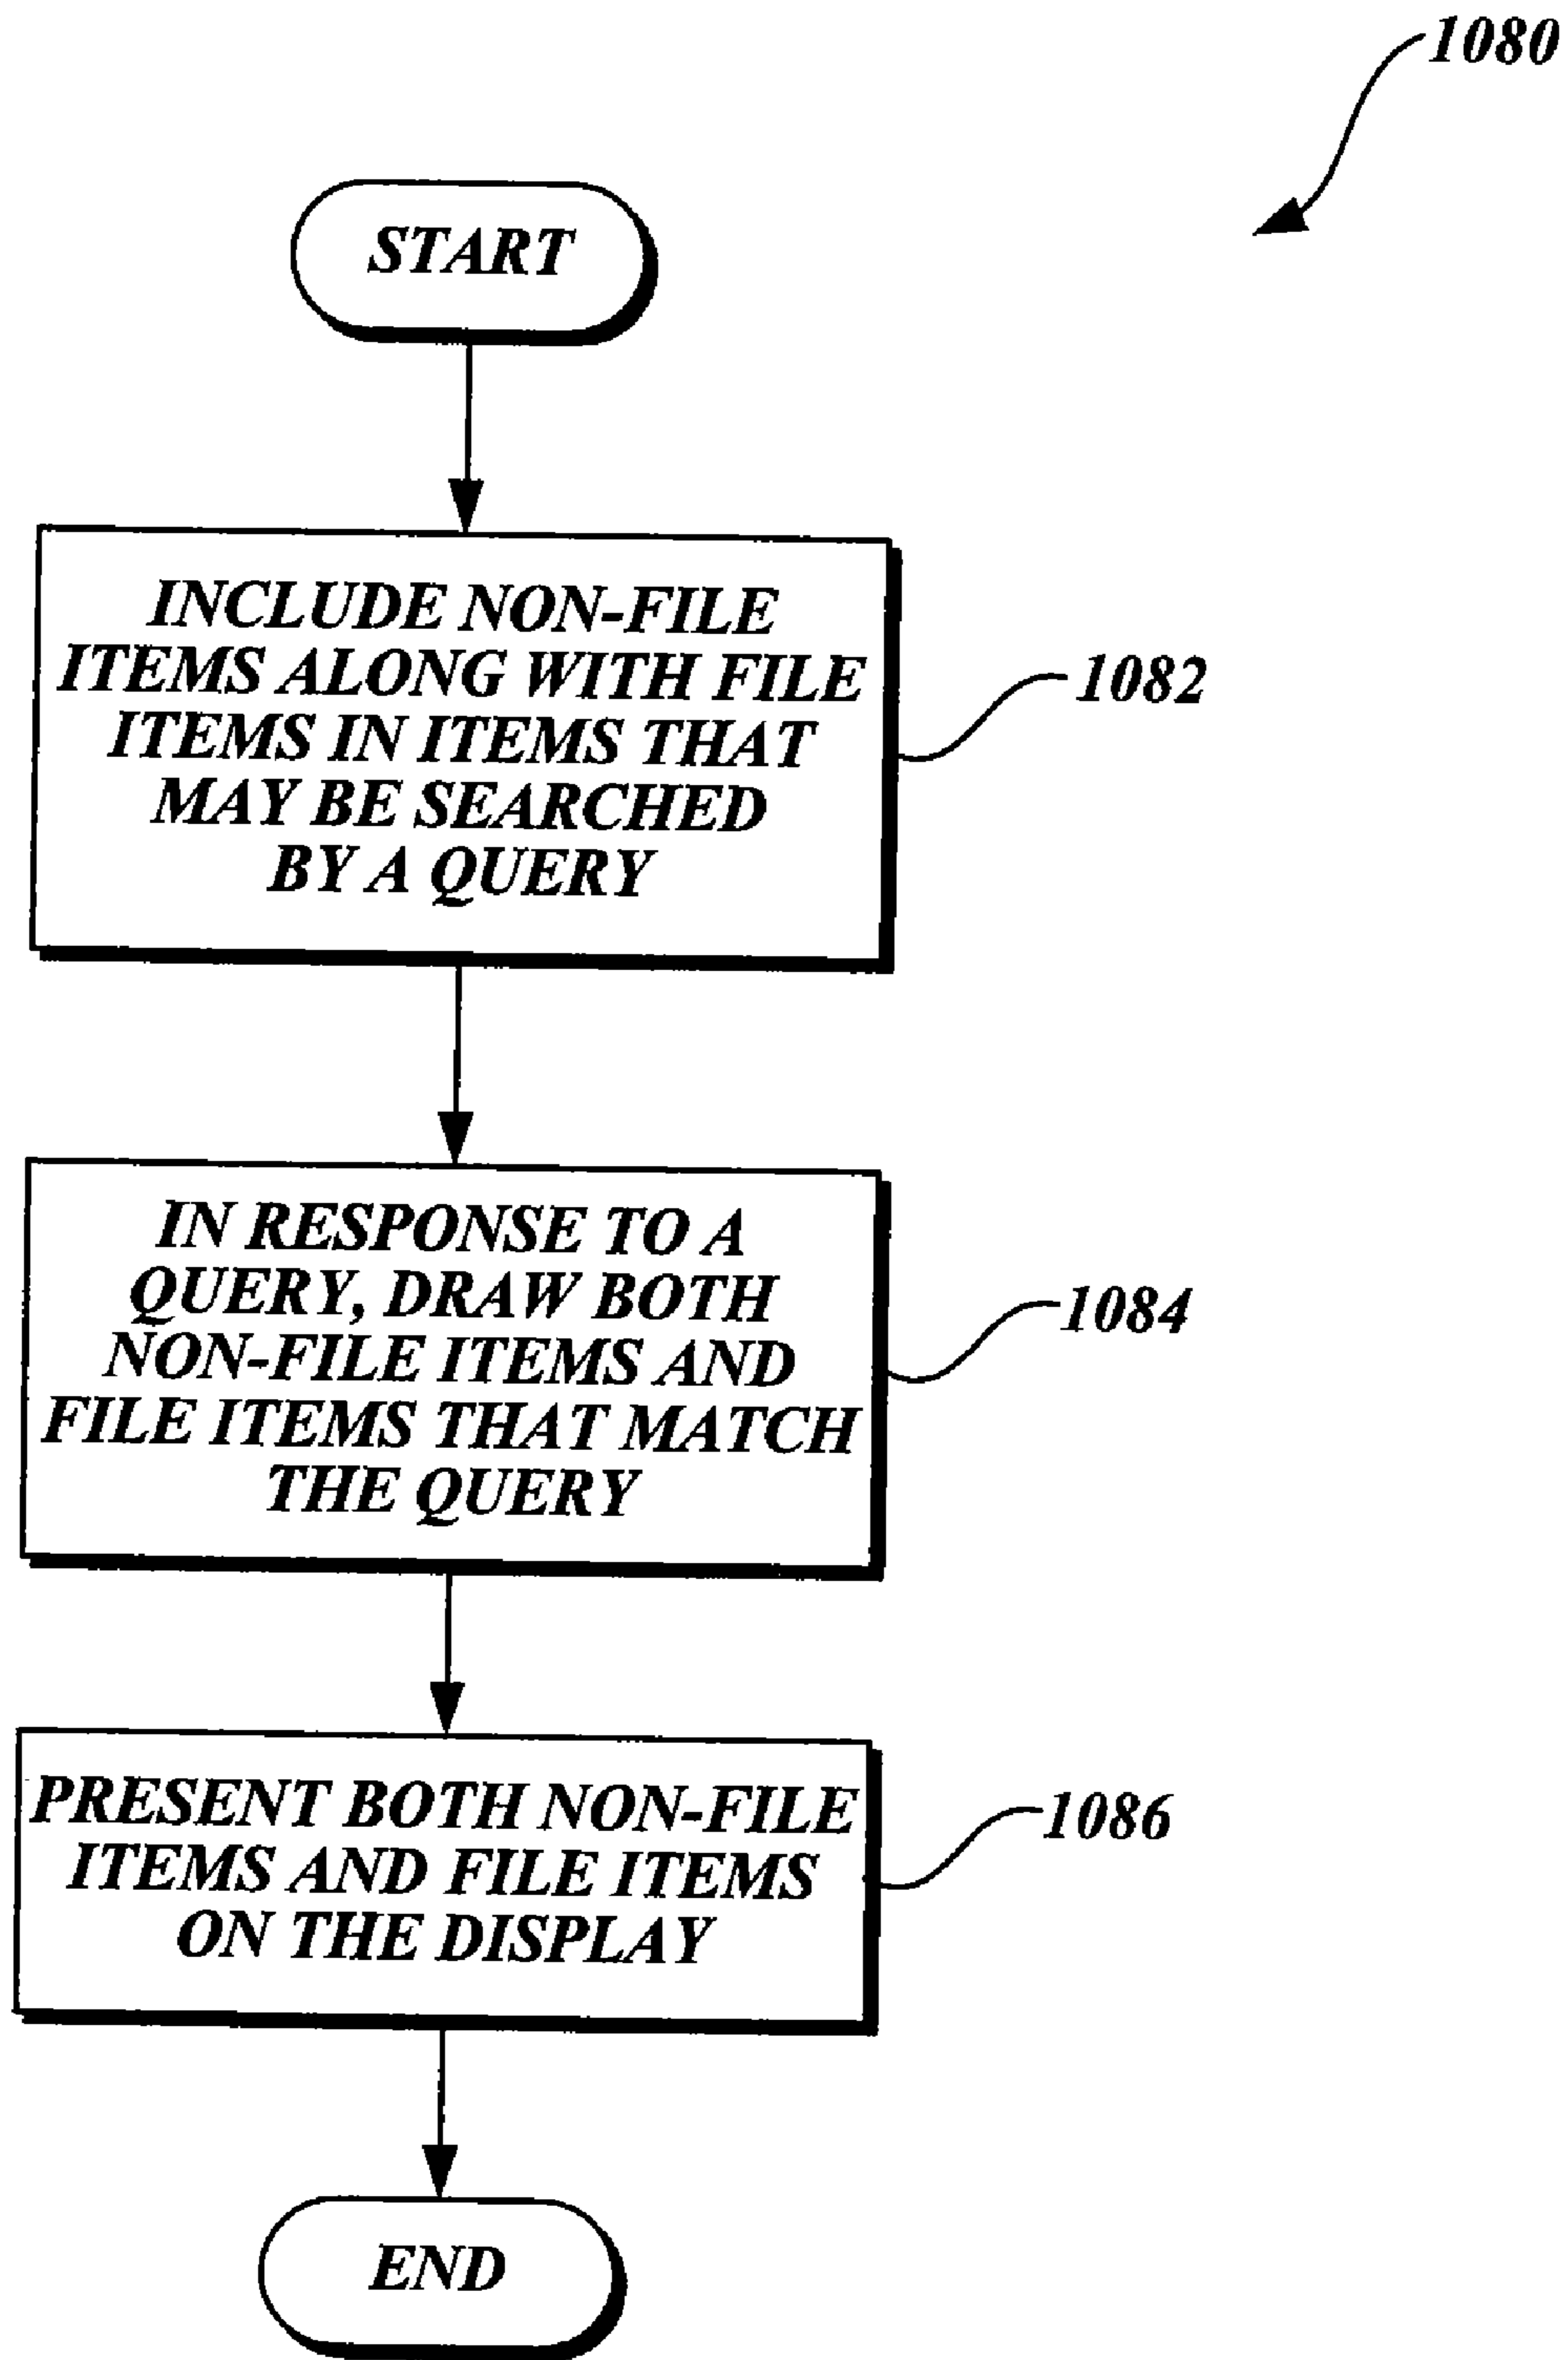 1080
START
INCLUDE NON-FILE
ITEMS ALONG WITH FILE
ITEMS IN ITEMS THAT
MAY BE SEARCHED
BY A QUERY
1082
IN RESPONSE TO A
QUERY, DRAW BOTH
NON-FILE ITEMS AND
FILE ITEMS THAT MATCH
THE QUERY
1084
PRESENT BOTH NON-FILE
ITEMS AND FILE ITEMS
ON THE DISPLAY
1086
END